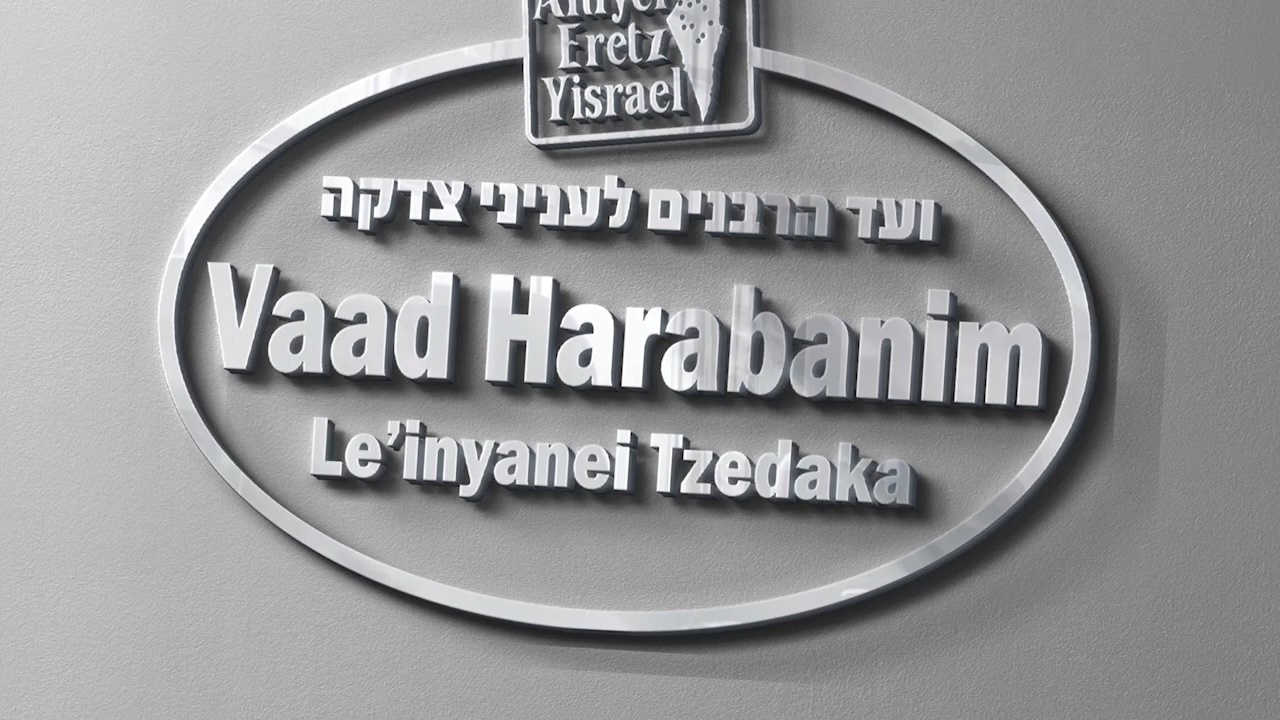 Eretz
Yisrael
ועד הרבנים לעניני צדקה
Vaad Harabanim
Le'inyanei Tzedaka